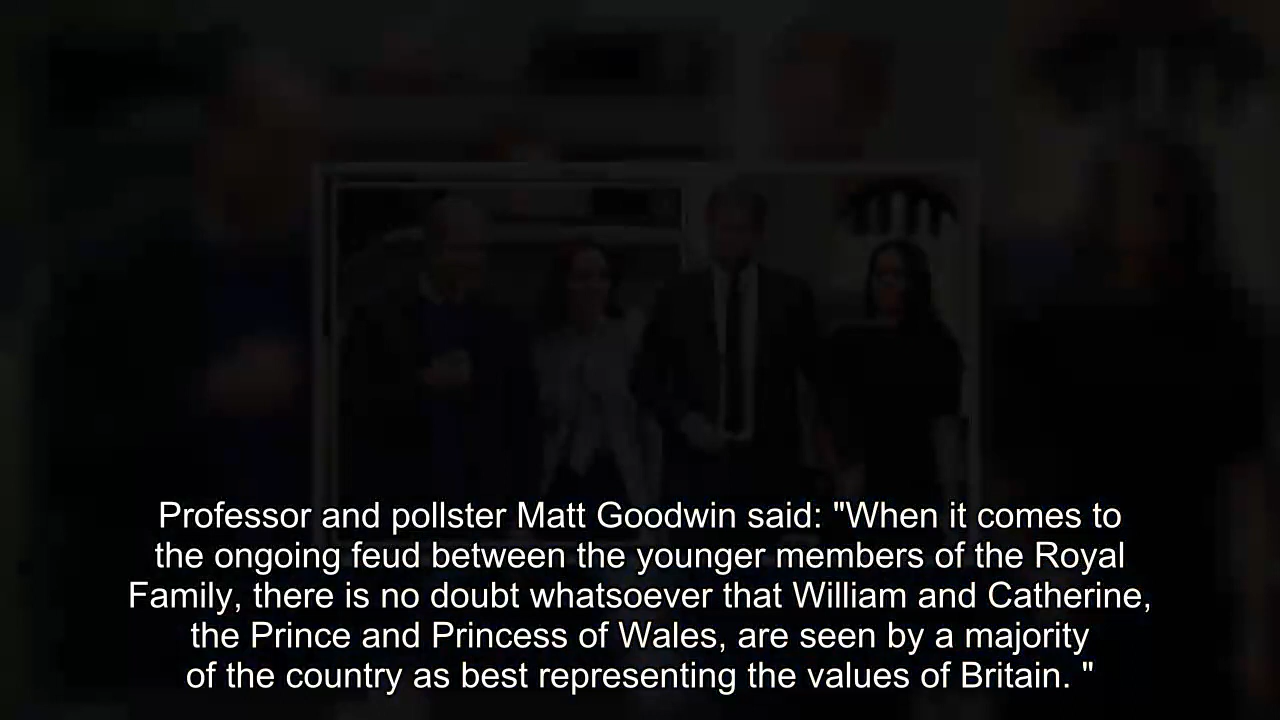 Professor and pollster Matt Goodwin said: "When it comes to
the ongoing feud between the younger members of the Royal
Family, there is no doubt whatsoever that William and Catherine,
the Prince and Princess of Wales, are seen by a majority
of the country as best representing the values of Britain. "